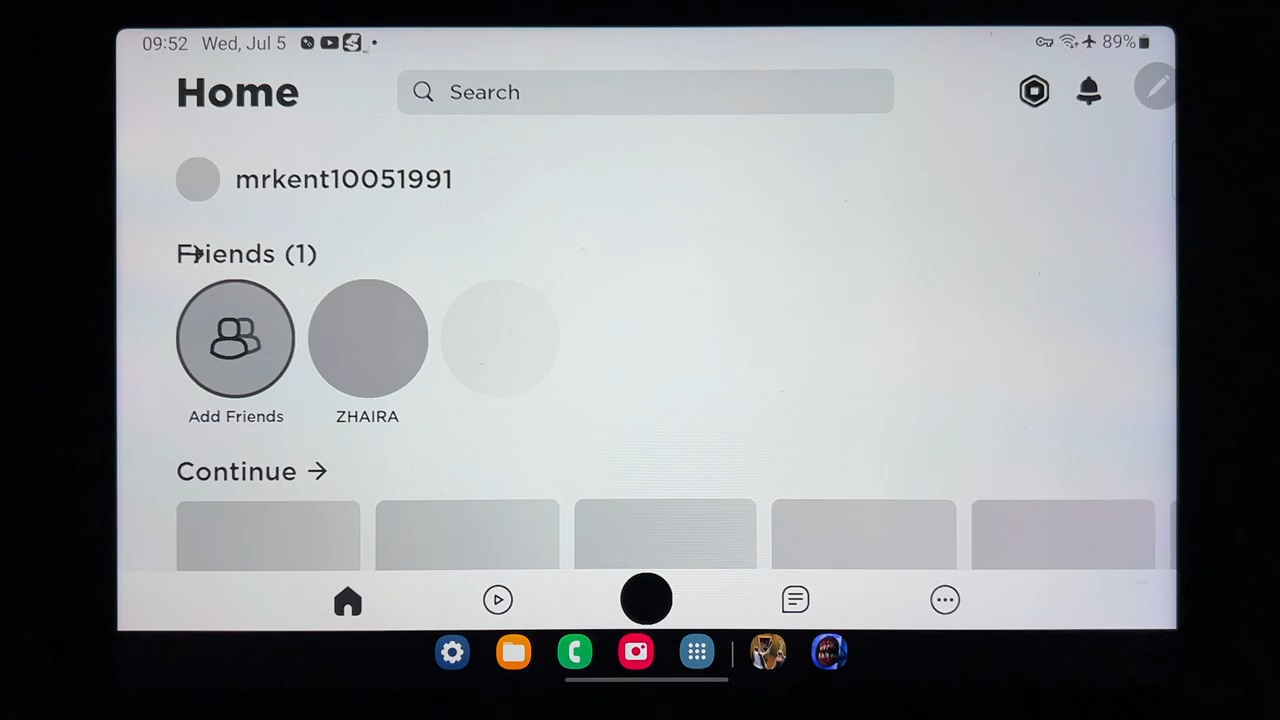 09:52 Wed, Jul 5
89%
Home
Search
mrkent10051991
Friends (1)
Add Friends
ZHAIRA
Continue →